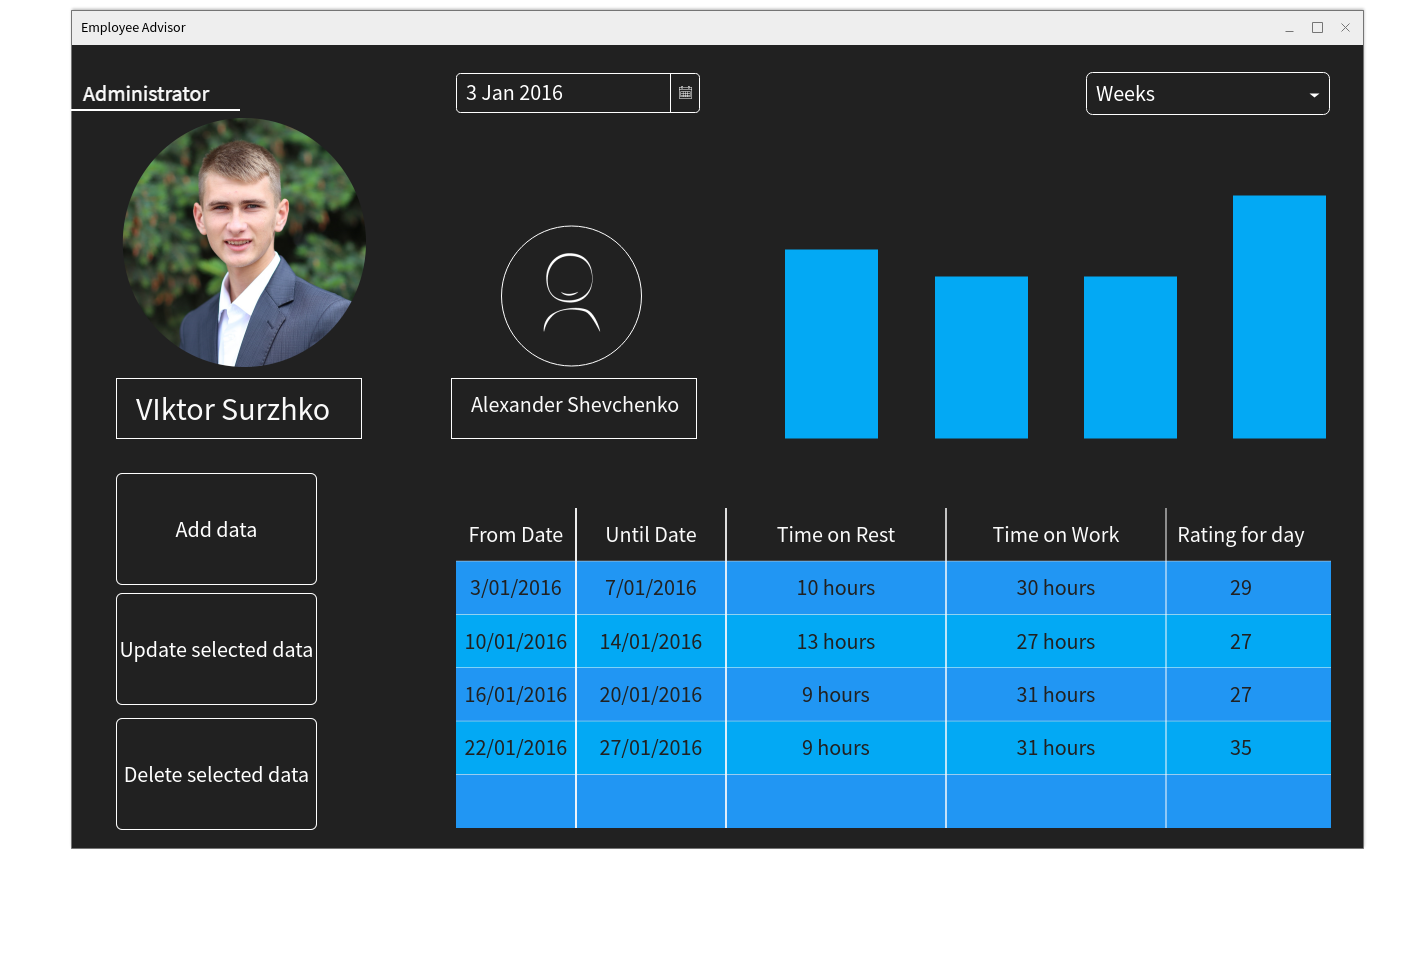 Employee Advisor
Administrator
3 Jan 2016
Weeks
VIktor Surzhko
Alexander Shevchenko
Add data
Update selected data
Delete selected data
From Date Until Date Time on Rest Time on Work Rating for day
3/01/2016 7/01/2016 10 hours 30 hours 29
10/01/2016 14/01/2016 13 hours 27 hours 27
16/01/2016 20/01/2016 9 hours 31 hours 27
22/01/2016 27/01/2016 9 hours 31 hours 35